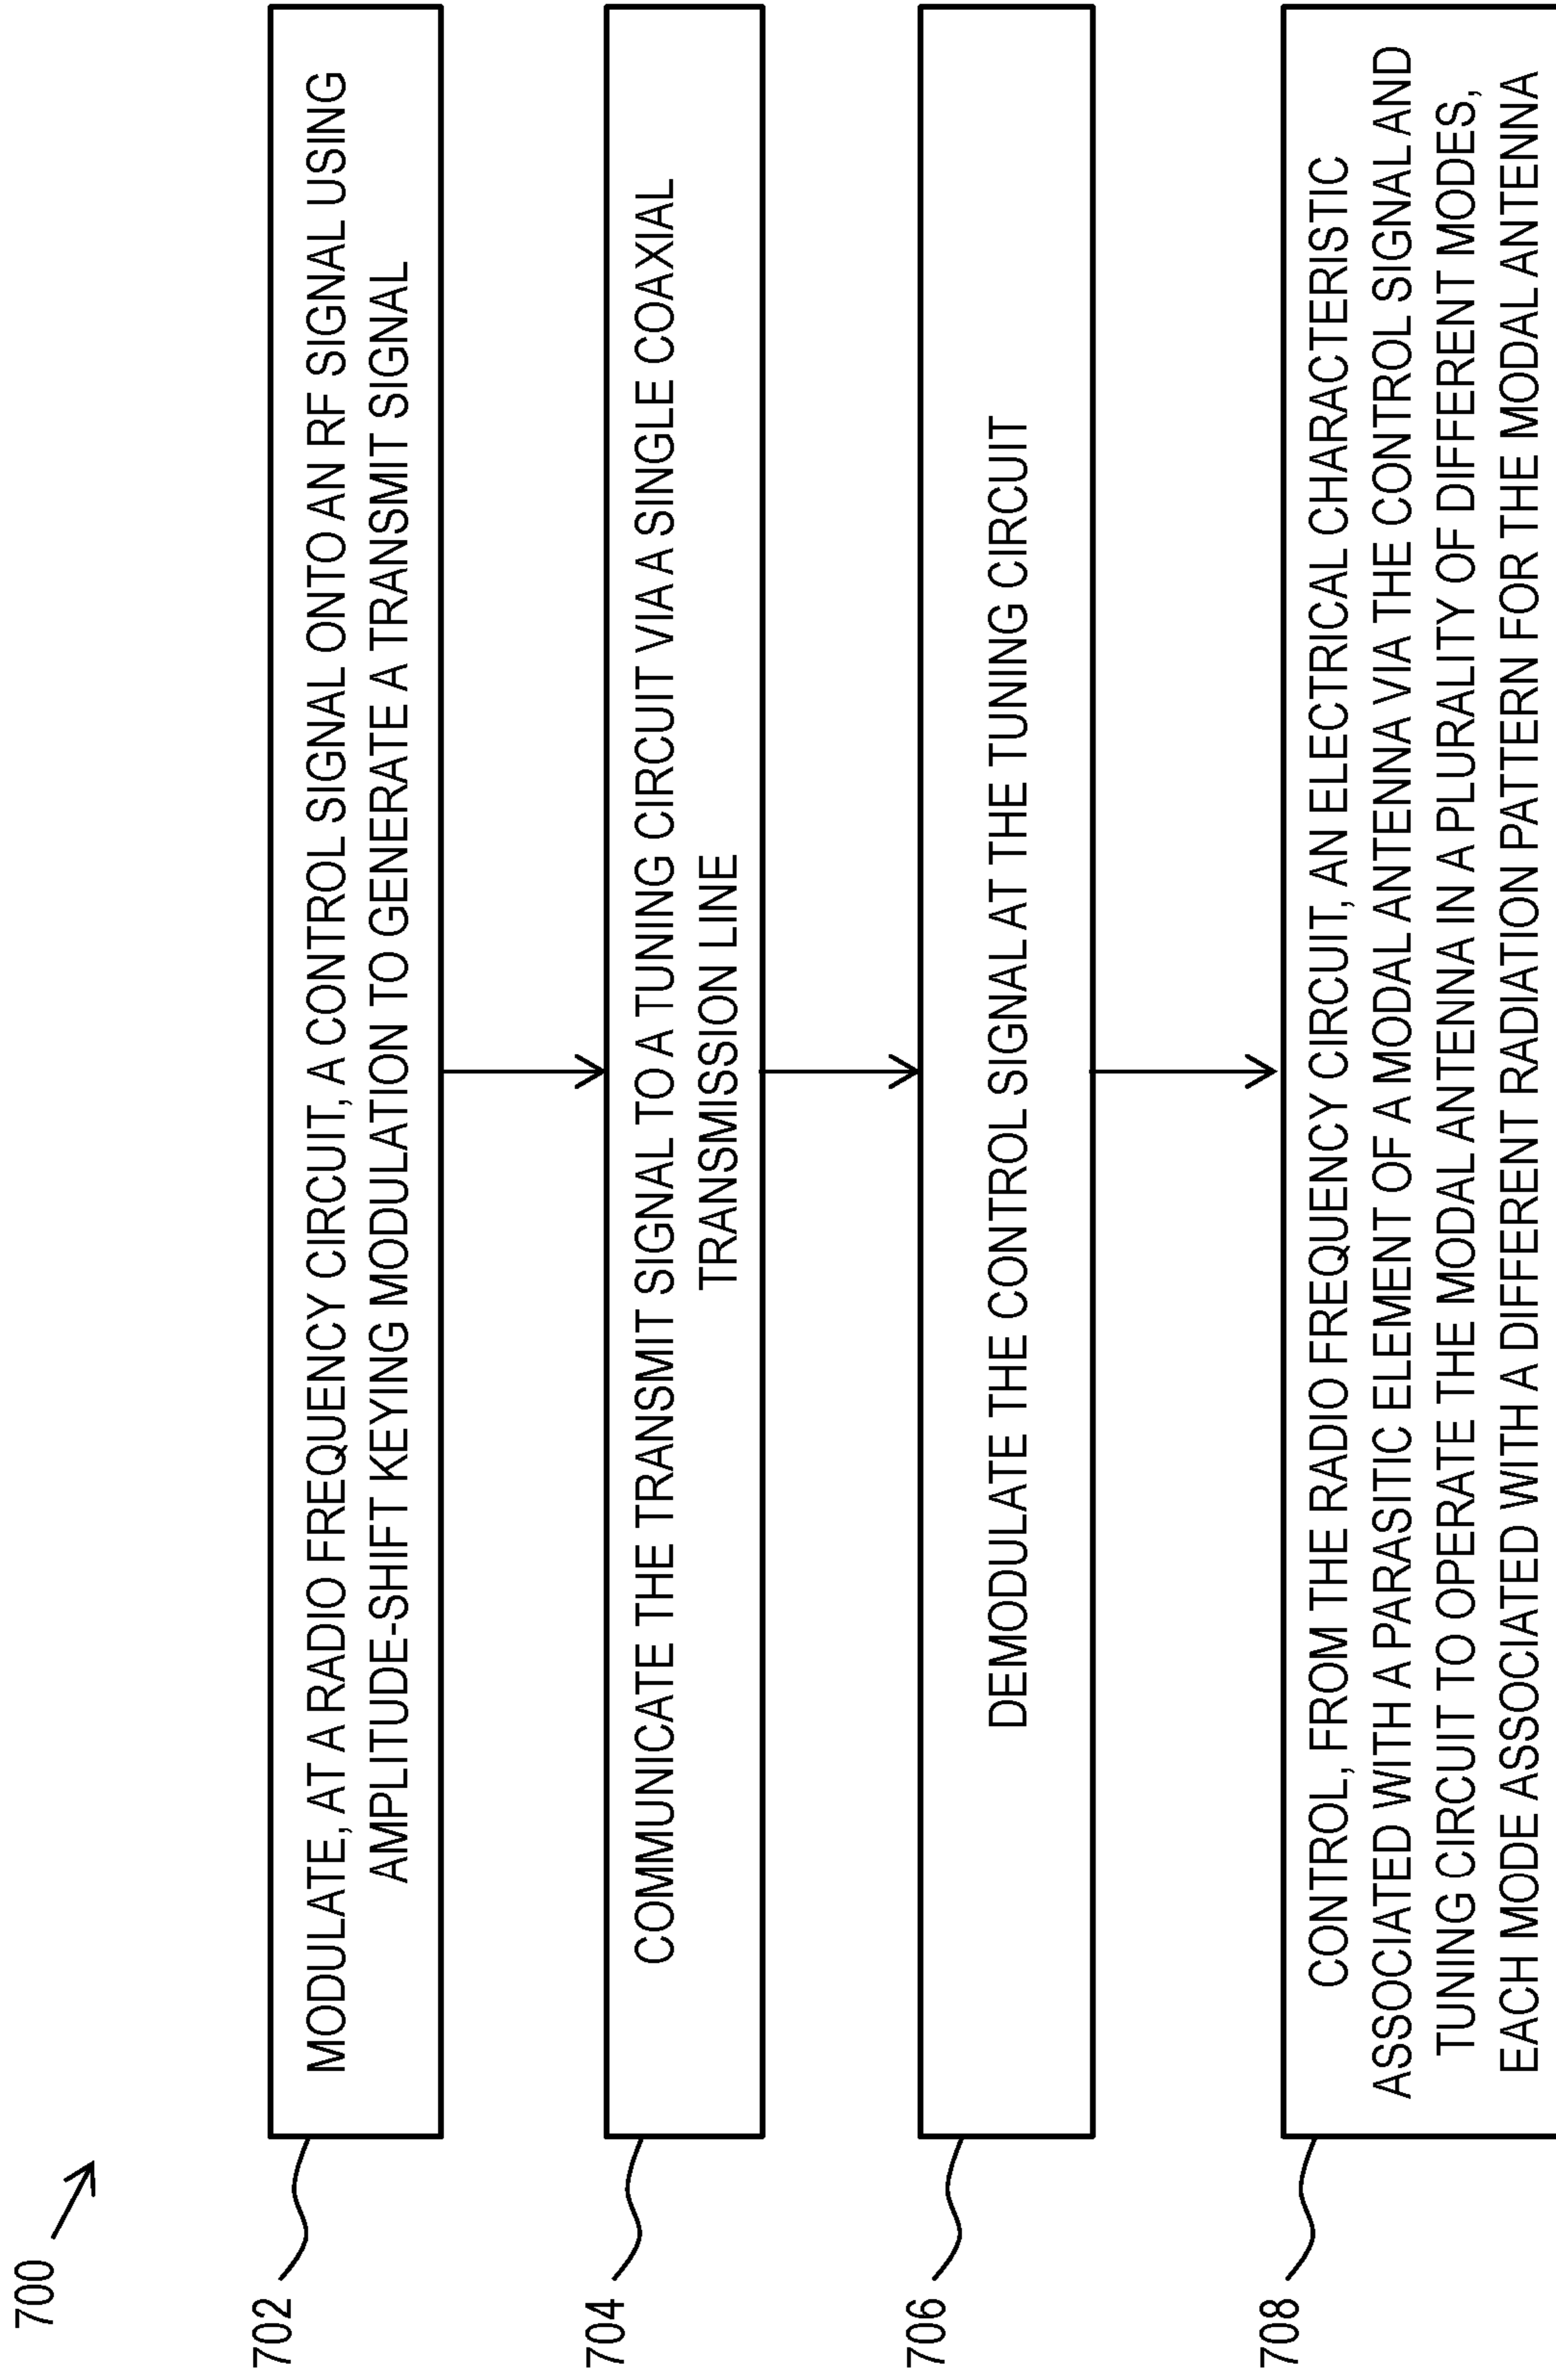 700
702
MODULATE, AT A RADIO FREQUENCY CIRCUIT, A CONTROL SIGNAL ONTO AN RF SIGNAL USING
AMPLITUDE-SHIFT KEYING MODULATION TO GENERATE A TRANSMIT SIGNAL
704
COMMUNICATE THE TRANSMIT SIGNAL TO A TUNING CIRCUIT VIA A SINGLE COAXIAL
TRANSMISSION LINE
706
DEMODULATE THE CONTROL SIGNAL AT THE TUNING CIRCUIT
708
CONTROL, FROM THE RADIO FREQUENCY CIRCUIT, AN ELECTRICAL CHARACTERISTIC
ASSOCIATED WITH A PARASITIC ELEMENT OF A MODAL ANTENNA VIA THE CONTROL SIGNAL AND
TUNING CIRCUIT TO OPERATE THE MODAL ANTENNA IN A PLURALITY OF DIFFERENT MODES,
EACH MODE ASSOCIATED WITH A DIFFERENT RADIATION PATTERN FOR THE MODAL ANTENNA